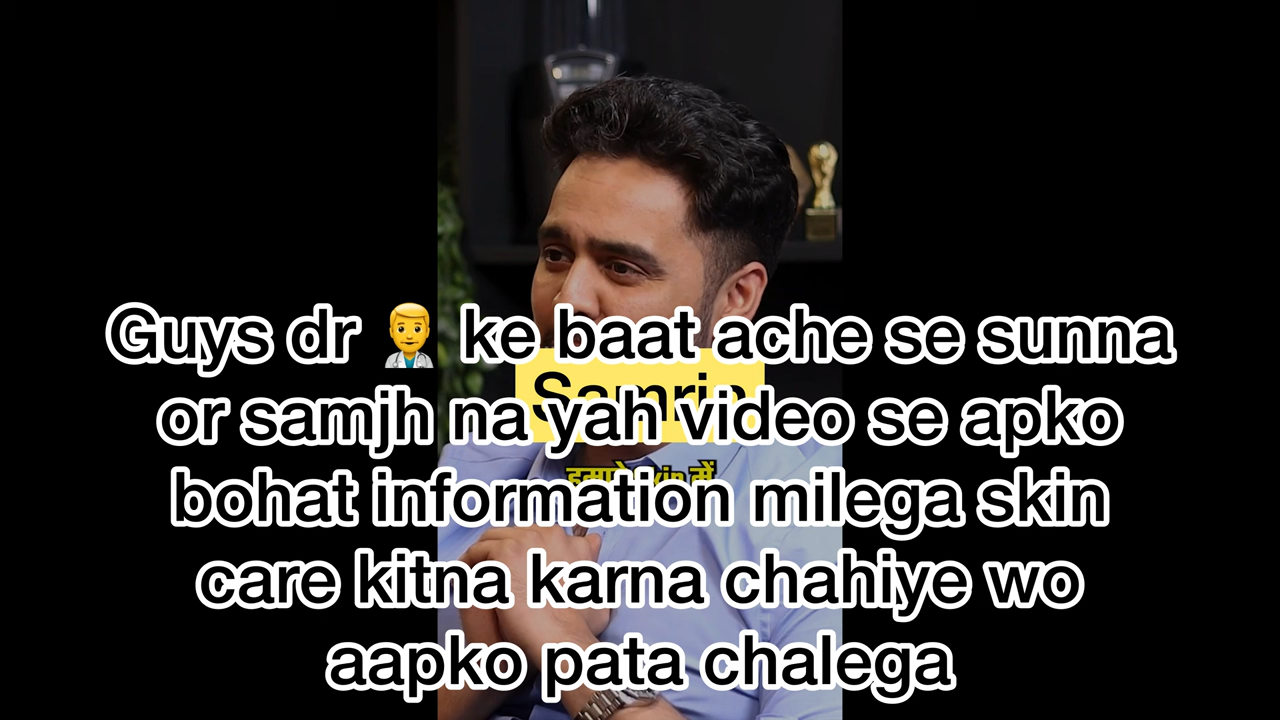 Guys dr 👨‍⚕️ ke baat ache se sunna
or samjh na yah video se apko
bohat information milega skin
care kitna karna chahiye wo
aapko pata chalega